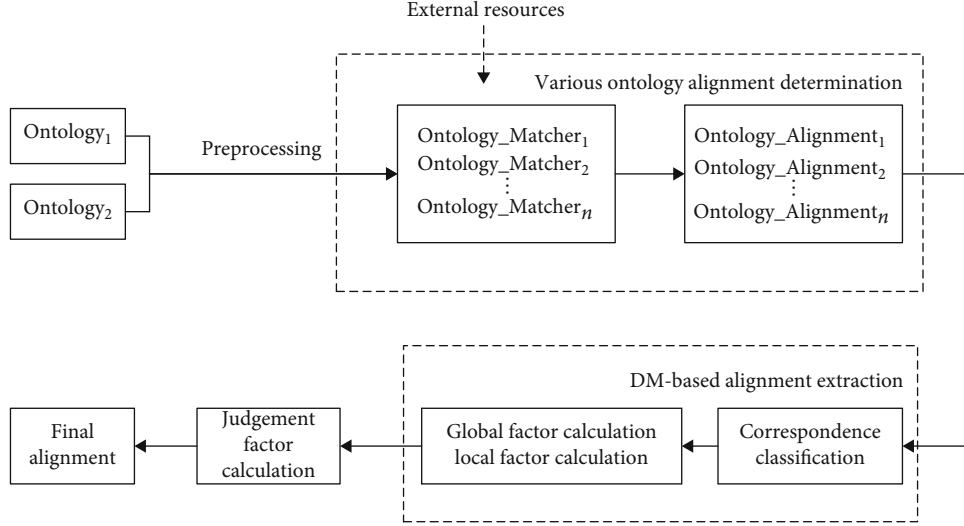 External resources
Various ontology alignment determination
Ontology₁
Ontology₂
Preprocessing
Ontology_Matcher₁
Ontology_Matcher₂
⋮
Ontology_Matcherₙ
Ontology_Alignment₁
Ontology_Alignment₂
⋮
Ontology_Alignmentₙ
DM-based alignment extraction
Final
alignment
Judgement
factor
calculation
Global factor calculation
local factor calculation
Correspondence
classification